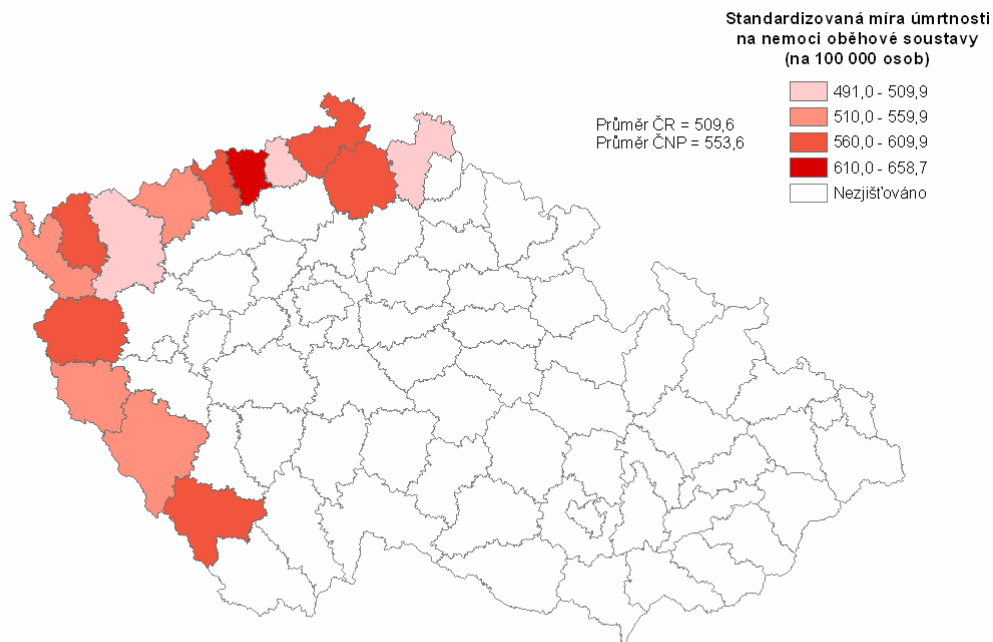 Standardizovaná míra úmrtnosti
na nemoci oběhové soustavy
(na 100 000 osob)
491,0 - 509,9
510,0 - 559,9
560,0 - 609,9
610,0 - 658,7
Nezjišťováno
Průměr ČR = 509,6
Průměr ČNP = 553,6